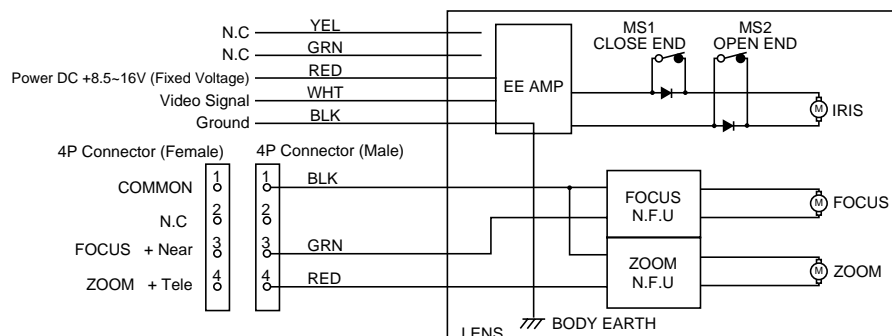 N.C YEL
N.C GRN
Power DC +8.5~16V (Fixed Voltage) RED
Video Signal WHT
Ground BLK
EE AMP
MS1
CLOSE END
MS2
OPEN END
M IRIS
4P Connector (Female) 4P Connector (Male)
COMMON 1 1 BLK
N.C 2 2
FOCUS + Near 3 3 GRN
ZOOM + Tele 4 4 RED
FOCUS
N.F.U
M FOCUS
ZOOM
N.F.U
M ZOOM
LENS
BODY EARTH